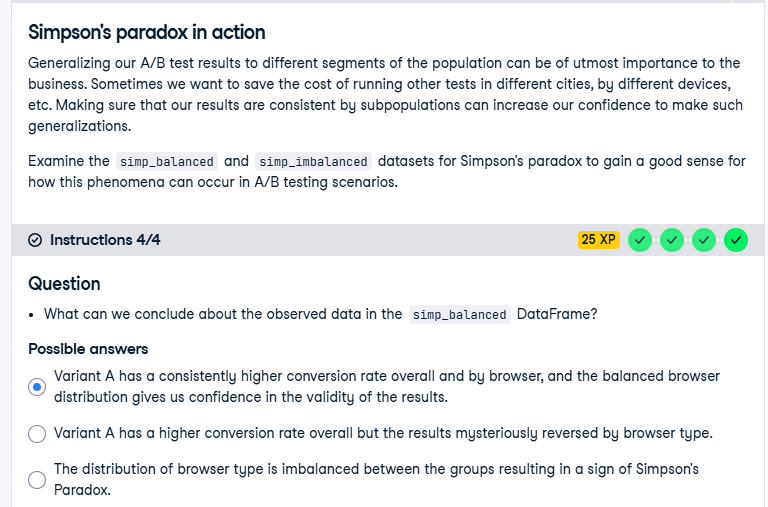 Simpson's paradox in action
Generalizing our A/B test results to different segments of the population can be of utmost importance to the
business. Sometimes we want to save the cost of running other tests in different cities, by different devices,
etc. Making sure that our results are consistent by subpopulations can increase our confidence to make such
generalizations.
Examine the simp_balanced and simp_imbalanced datasets for Simpson's paradox to gain a good sense for
how this phenomena can occur in A/B testing scenarios.
Instructions 4/4 25 XP
Question
• What can we conclude about the observed data in the simp_balanced DataFrame?
Possible answers
Variant A has a consistently higher conversion rate overall and by browser, and the balanced browser
distribution gives us confidence in the validity of the results.
Variant A has a higher conversion rate overall but the results mysteriously reversed by browser type.
The distribution of browser type is imbalanced between the groups resulting in a sign of Simpson's
Paradox.